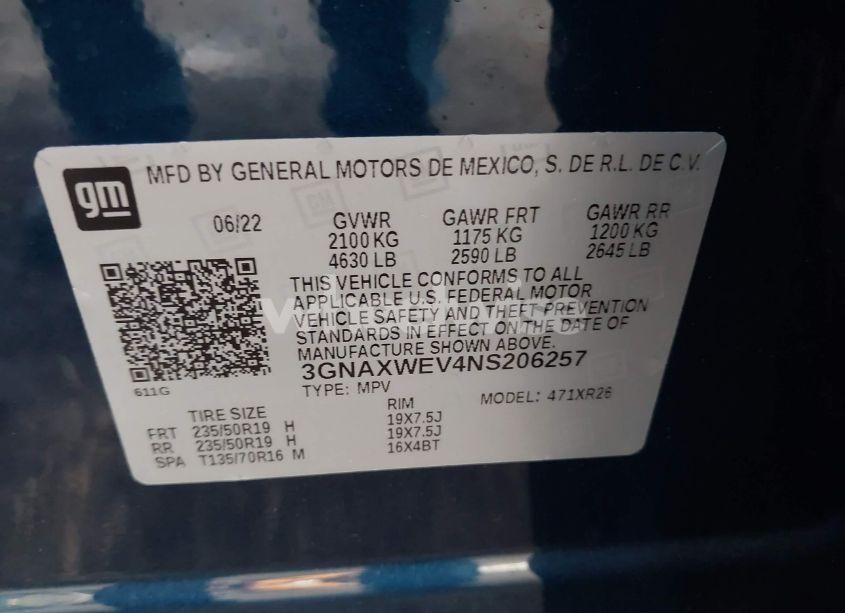 gm
MFD BY GENERAL MOTORS DE MEXICO, S. DE R.L. DE C.V.
06/22 GVWR GAWR FRT GAWR RR
2100 KG 1175 KG 1200 KG
4630 LB 2590 LB 2645 LB
THIS VEHICLE CONFORMS TO ALL
APPLICABLE U.S. FEDERAL MOTOR
VEHICLE SAFETY AND THEFT PREVENTION
STANDARDS IN EFFECT ON THE DATE OF
MANUFACTURE SHOWN ABOVE.
3GNAXWEV4NS206257
611G TYPE: MPV MODEL: 471XR26
TIRE SIZE RIM
FRT 235/50R19 H 19X7.5J
RR 235/50R19 H 19X7.5J
SPA T135/70R16 M 16X4BT